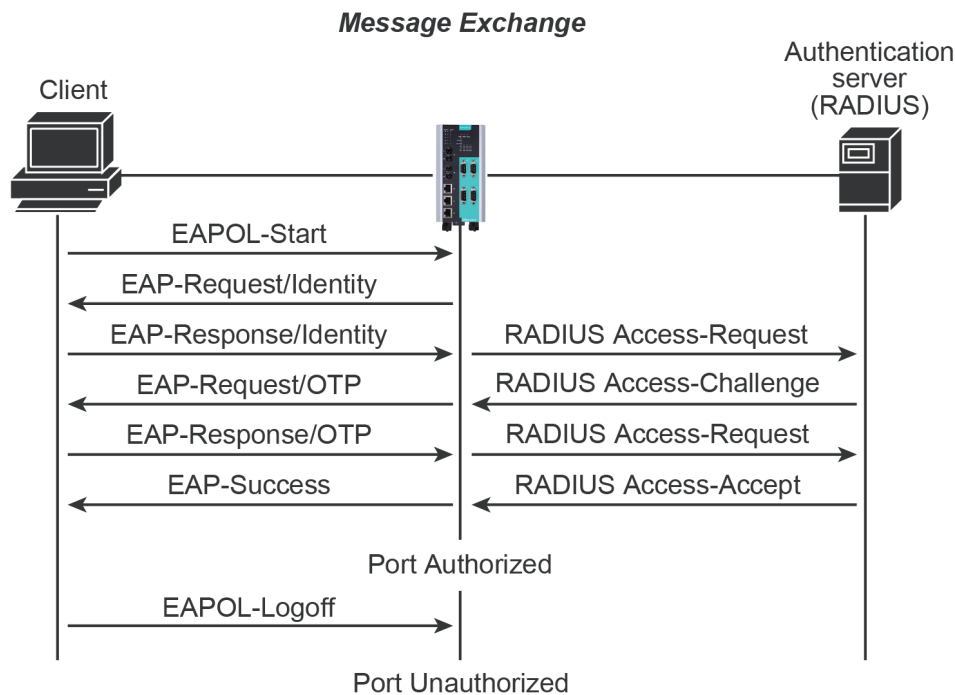 Message Exchange
Authentication
server
(RADIUS)
Client
EAPOL-Start
EAP-Request/Identity
EAP-Response/Identity
RADIUS Access-Request
EAP-Request/OTP
RADIUS Access-Challenge
EAP-Response/OTP
RADIUS Access-Request
EAP-Success
RADIUS Access-Accept
Port Authorized
EAPOL-Logoff
Port Unauthorized